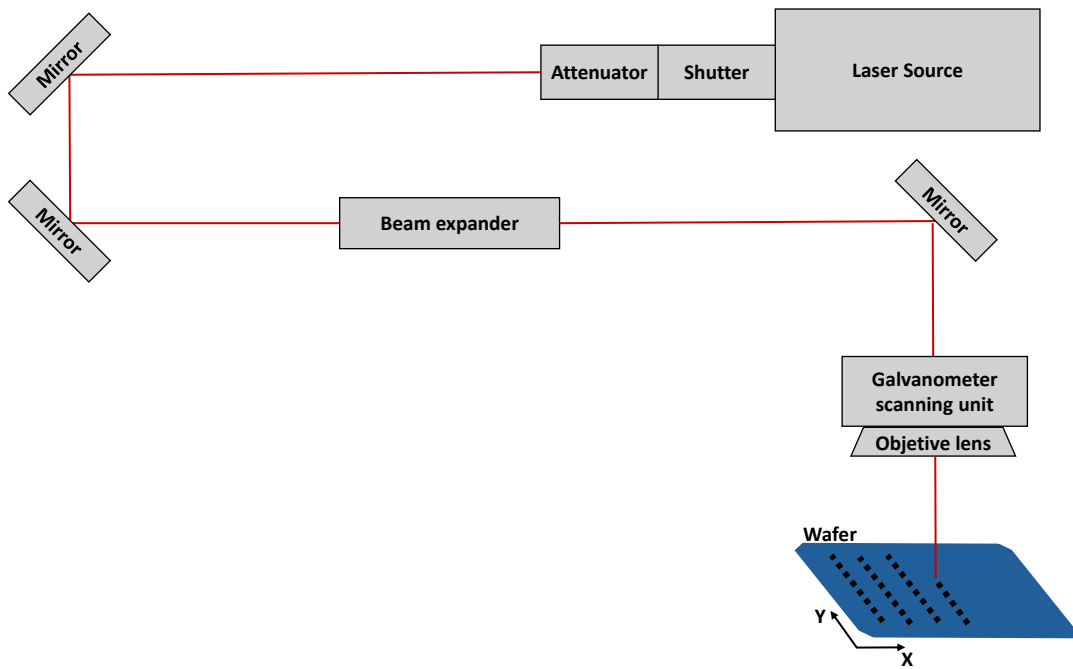 Mirror
Attenuator
Shutter
Laser Source
Mirror
Beam expander
Mirror
Galvanometer
scanning unit
Objetive lens
Wafer
Y
X